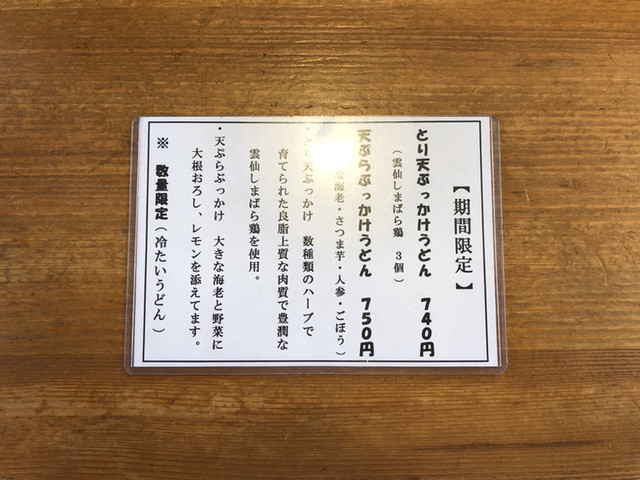 【期間限定】
とり天ぶっかけうどん 740円
（雲仙しまばら鶏 3個）
天ぷらぶっかけうどん 750円
な海老・さつま芋・人参・ごぼう）
り天ぶっかけ 数種類のハーブで
育てられた良脂上質な肉質で豊潤な
雲仙しまばら鶏を使用。
・天ぷらぶっかけ 大きな海老と野菜に
大根おろし、レモンを添えてます。
※ 数量限定（冷たいうどん）